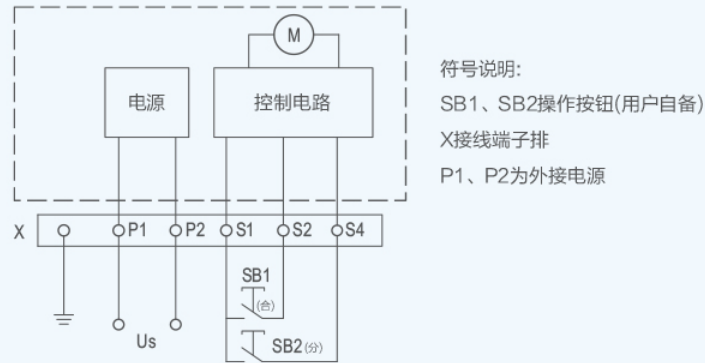 M
电源
控制电路
符号说明:
SB1、SB2操作按钮(用户自备)
X接线端子排
P1、P2为外接电源
X P1 P2 S1 S2 S4
SB1
(合)
Us
SB2(分)